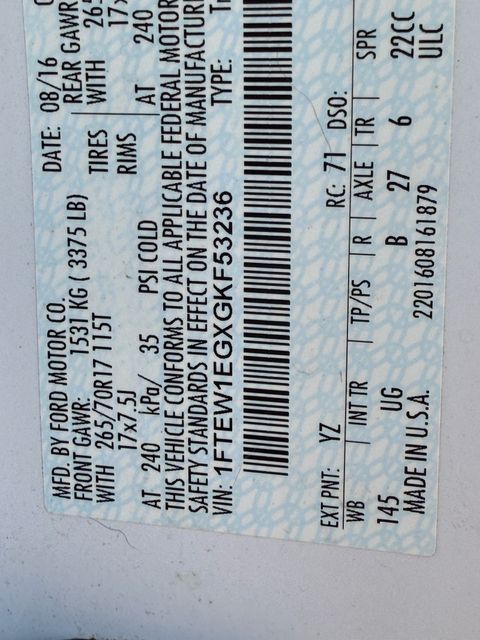 MFD. BY FORD MOTOR CO. DATE: 08/16
FRONT GAWR: 1531 KG ( 3375 LB) REAR GAWR
WITH 265/70R17 115T TIRES WITH 265
17x7.5J RIMS
AT 240 kPa/ 35 PSI COLD AT 240
THIS VEHICLE CONFORMS TO ALL APPLICABLE FEDERAL MOTOR
SAFETY STANDARDS IN EFFECT ON THE DATE OF MANUFACTUR
VIN: 1FTEW1EGXGKF53236 TYPE:
EXT PNT: YZ RC: 71 DSO:
WB | INT TR | TP/PS | R | AXLE | TR | SPR
145 UG B 27 6 22CC
MADE IN U.S.A. 2201608161879 ULC